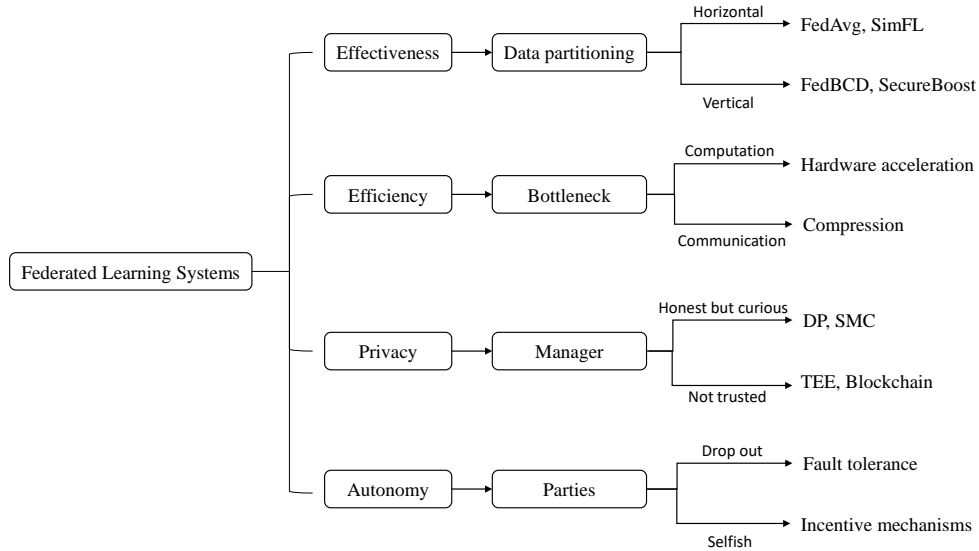 Horizontal
FedAvg, SimFL
Effectiveness
Data partitioning
FedBCD, SecureBoost
Vertical
Computation
Hardware acceleration
Efficiency
Bottleneck
Compression
Communication
Federated Learning Systems
Honest but curious
DP, SMC
Privacy
Manager
TEE, Blockchain
Not trusted
Drop out
Fault tolerance
Autonomy
Parties
Incentive mechanisms
Selfish